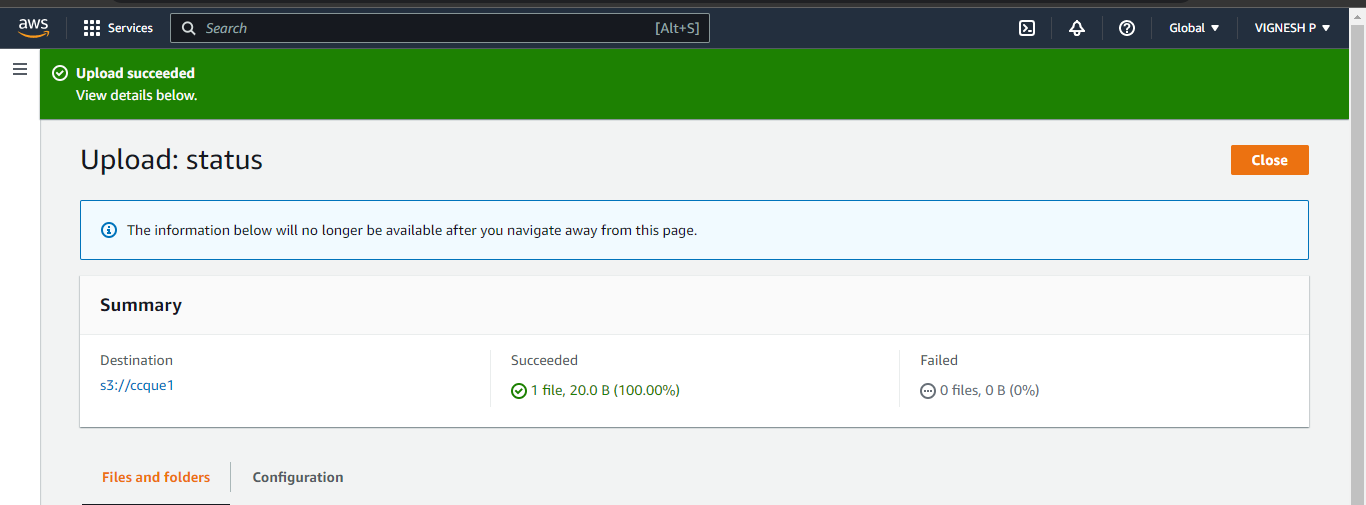 aws Services Search [Alt+S] Global VIGNESH P
Upload succeeded
View details below.
Upload: status Close
The information below will no longer be available after you navigate away from this page.
Summary
Destination Succeeded Failed
s3://ccque1 1 file, 20.0 B (100.00%) 0 files, 0 B (0%)
Files and folders Configuration